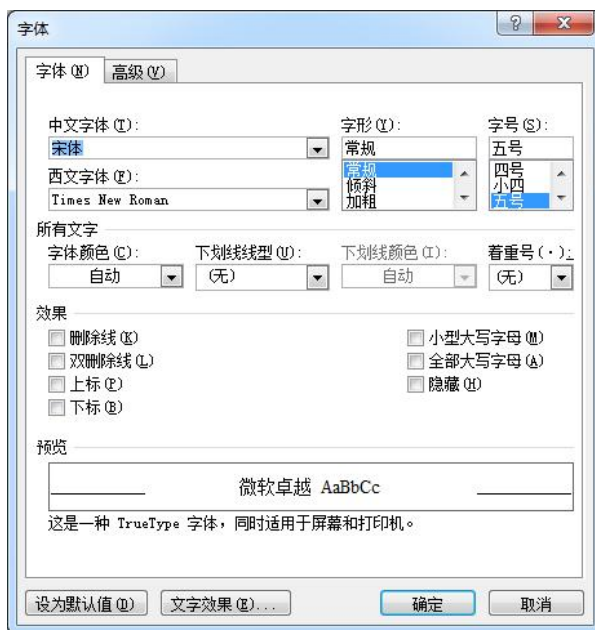 字体
字体(N) 高级(V)
中文字体(T): 字形(Y): 字号(S):
宋体 常规 五号
常规 四号
西文字体(F): 倾斜 小四
Times New Roman 加粗 五号
所有文字
字体颜色(C): 下划线线型(U): 下划线颜色(I): 着重号(·):
自动 (无) 自动 (无)
效果
删除线(K) 小型大写字母(M)
双删除线(L) 全部大写字母(A)
上标(P) 隐藏(H)
下标(B)
预览
微软卓越 AaBbCc
这是一种 TrueType 字体，同时适用于屏幕和打印机。
设为默认值(D) 文字效果(E)... 确定 取消